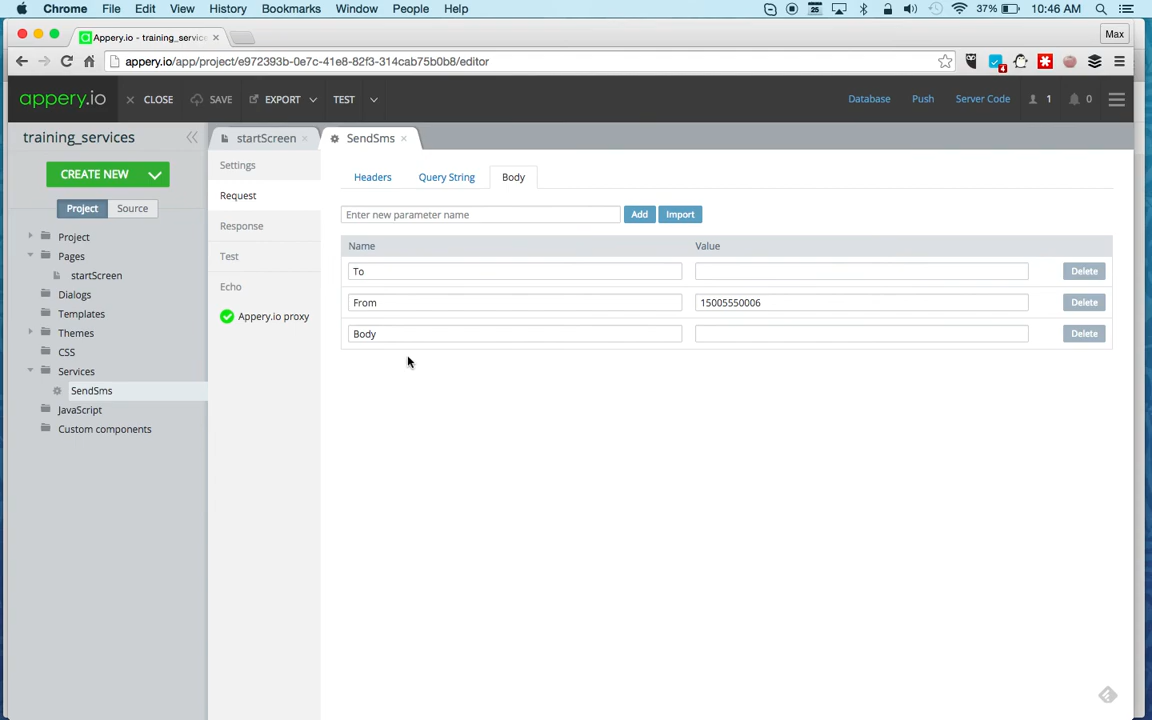 Chrome File Edit View History Bookmarks Window People Help 25 37% 10:46 AM
Appery.io - training_service × Max
appery.io/app/project/e972393b-0e7c-41e8-82f3-314cab75b0b8/editor 4
appery.io × CLOSE SAVE EXPORT TEST Database Push Server Code 1 0
training_services startScreen × SendSms ×
CREATE NEW
Project Source
Project
Pages
startScreen
Dialogs
Templates
Themes
CSS
Services
SendSms
JavaScript
Custom components
Settings
Request
Response
Test
Echo
Appery.io proxy
Headers Query String Body
Enter new parameter name Add Import
Name Value
To Delete
From 15005550006 Delete
Body Delete